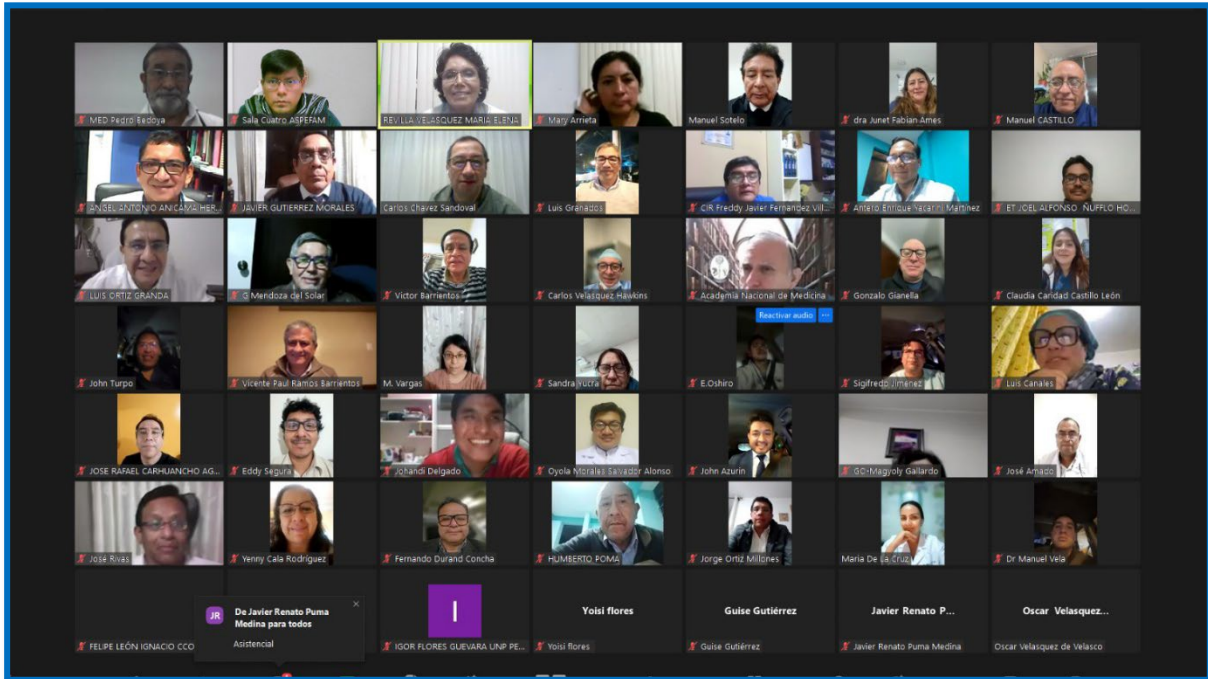 MED Pedro Bedoya
Sala Cuatro ASPEFAM
REVILLA VELASQUEZ MARIA ELENA
Mary Arrieta
Manuel Sotelo
dra Junet Fabian Ames
Manuel CASTILLO
ANGEL ANTONIO ANICAMA HER...
JAVIER GUTIERREZ MORALES
Carlos Chavez Sandoval
Luis Granados
CIR Freddy Javier Fernandez Vill...
Antero Enrique Yacarini Martinez
ET JOEL ALFONSO ÑUFFLO HO...
LUIS ORTIZ GRANDA
G Mendoza del Solar
Victor Barrientos
Carlos Velasquez Hawkins
Academia Nacional de Medicina
Gonzalo Gianella
Claudia Caridad Castillo León
Reactivar audio ...
John Turpo
Vicente Paul Ramos Barrientos
M. Vargas
Sandra Yucra
E.Oshiro
Sigifredo Jimenez
Luis Canales
JOSE RAFAEL CARHUANCHO AG...
Eddy Segura
Johandi Delgado
Oyola Morales Salvador Alonso
John Azurin
GD-Magyoly Gallardo
José Amado
José Rivas
Yenny Cala Rodríguez
Fernando Durand Concha
HUMBERTO POMA
Jorge Ortiz Millones
Maria De La Cruz
Dr Manuel Vela
JR
De Javier Renato Puma
Medina para todos
Asistencial
I
Yoisi flores
Guise Gutiérrez
Javier Renato P...
Oscar Velasquez...
FELIPE LEÓN IGNACIO CCO
IGOR FLORES GUEVARA UNP PE...
Yoisi flores
Guise Gutiérrez
Javier Renato Puma Medina
Oscar Velasquez de Velasco